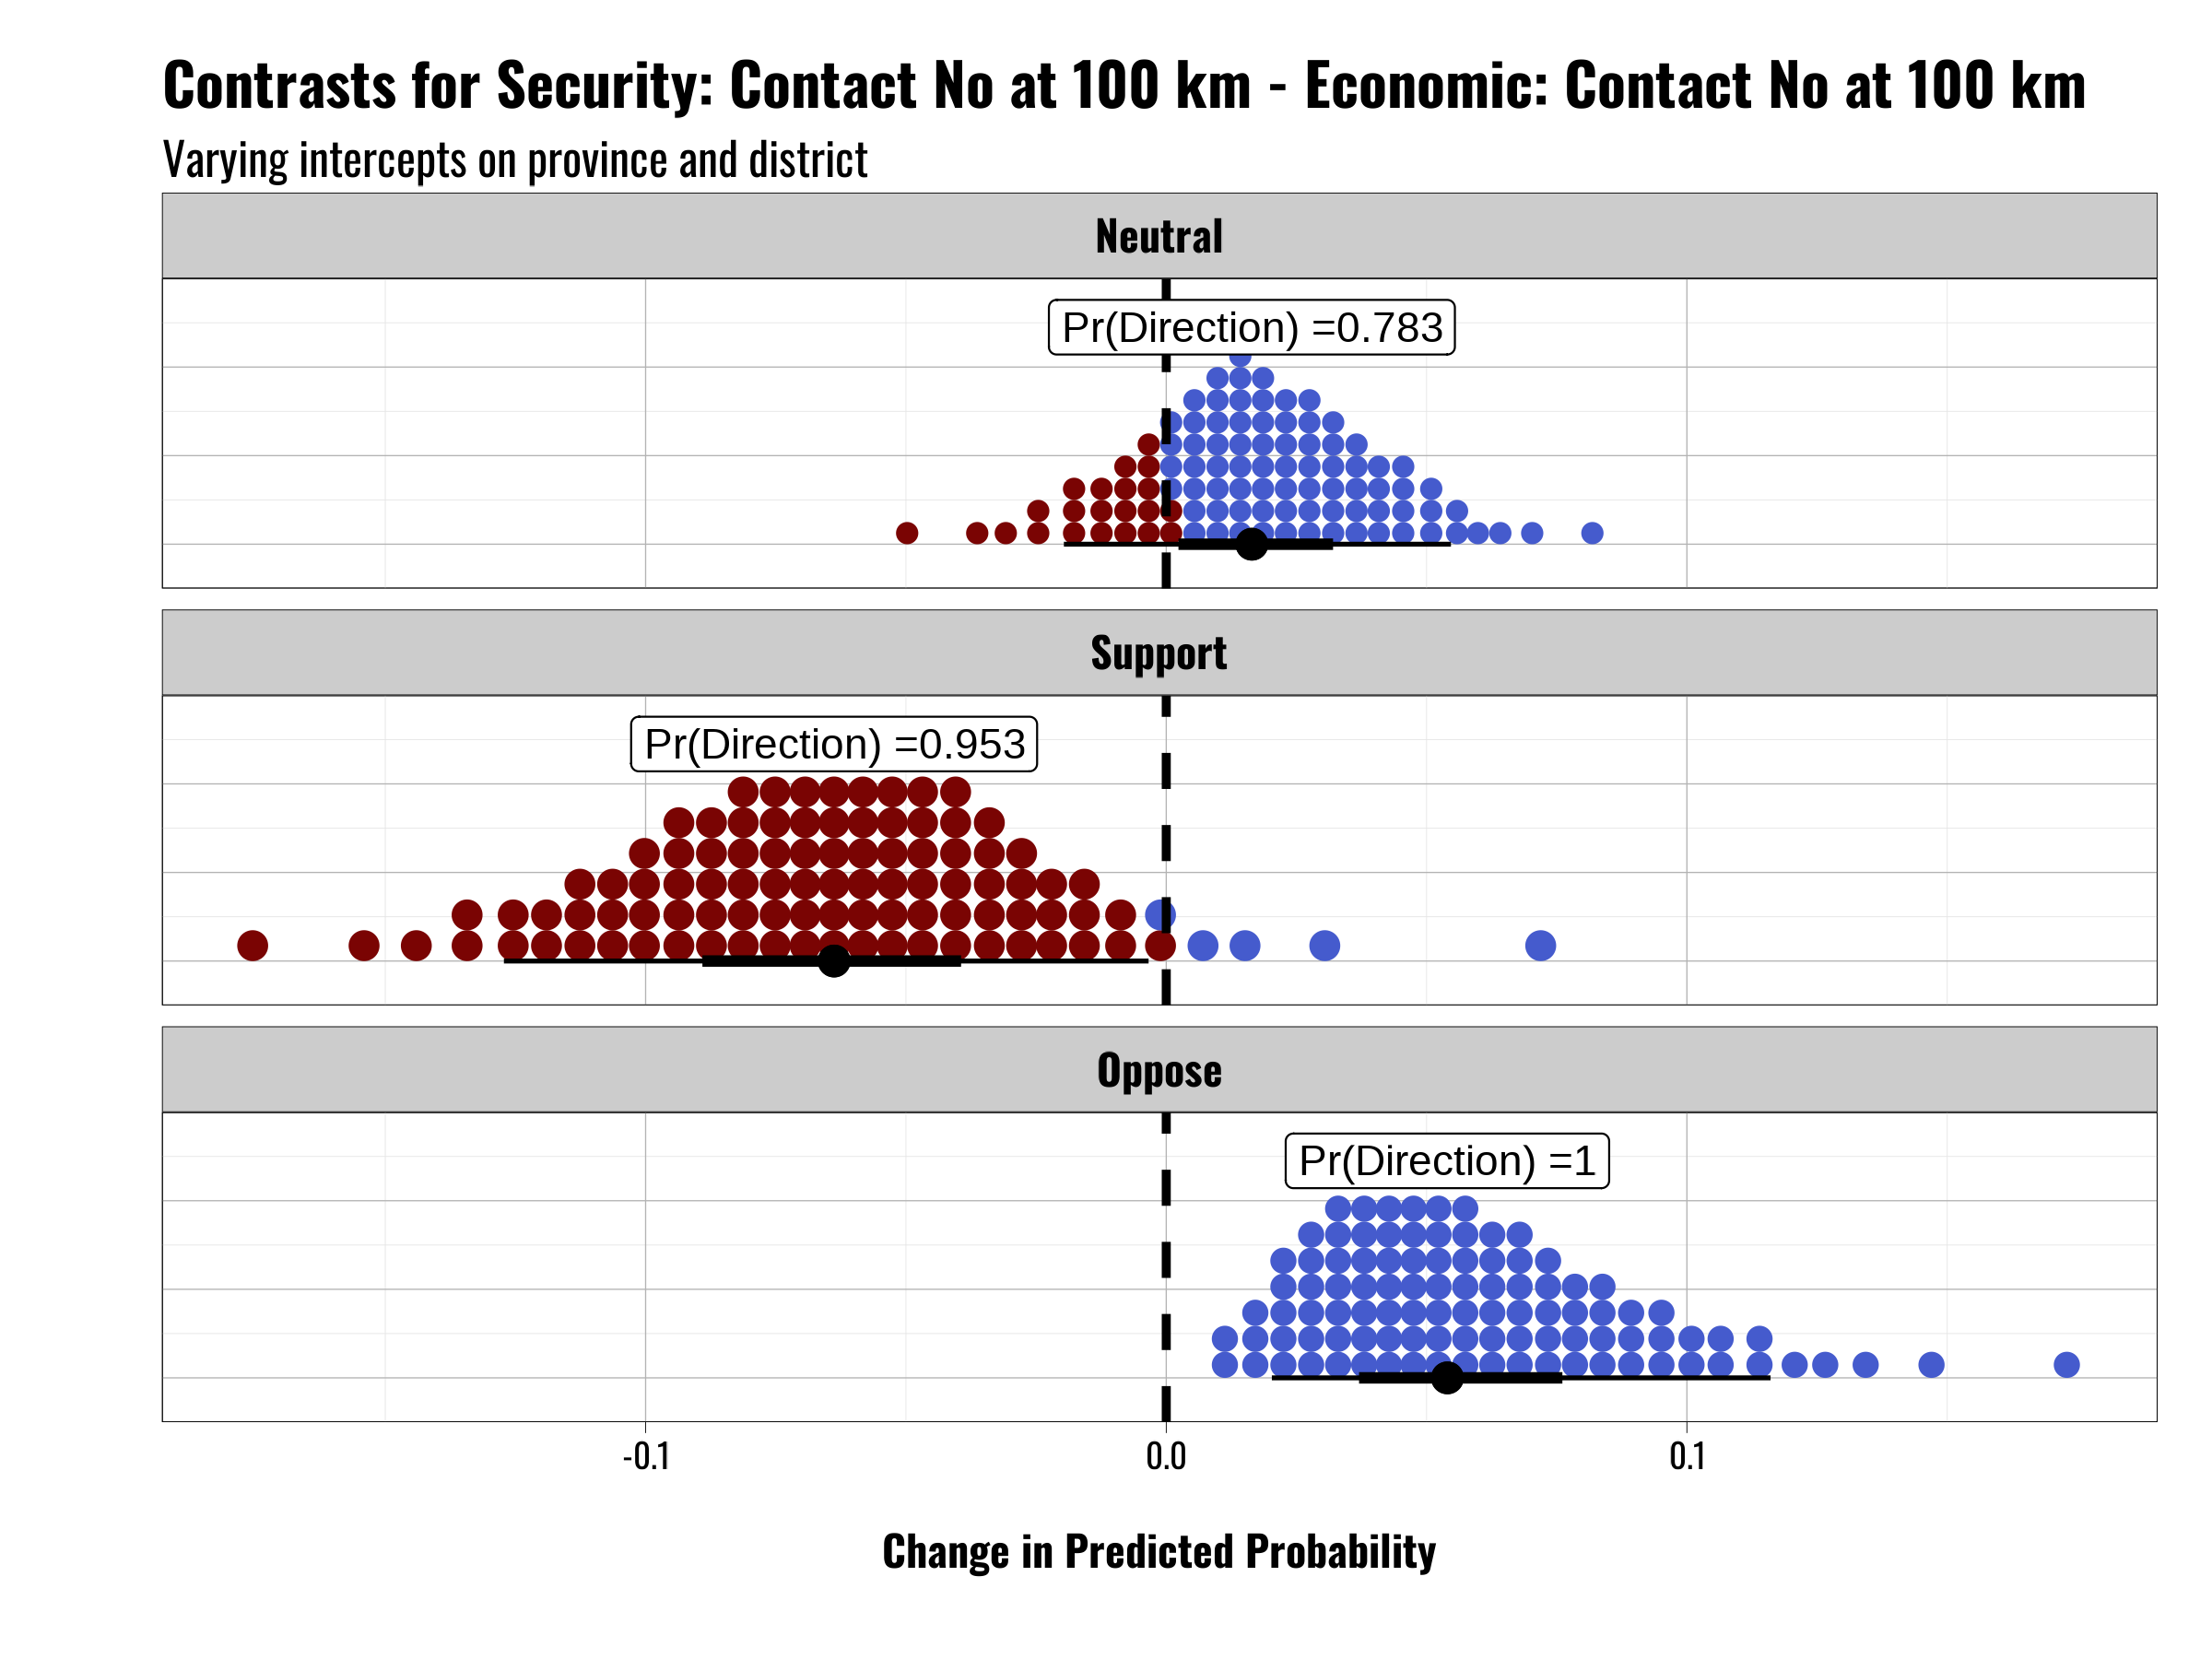 Contrasts for Security: Contact No at 100 km - Economic: Contact No at 100 km
Varying intercepts on province and district
Neutral
Pr(Direction) =0.783
Support
Pr(Direction) =0.953
Oppose
Pr(Direction) =1
-0.1 0.0 0.1
Change in Predicted Probability